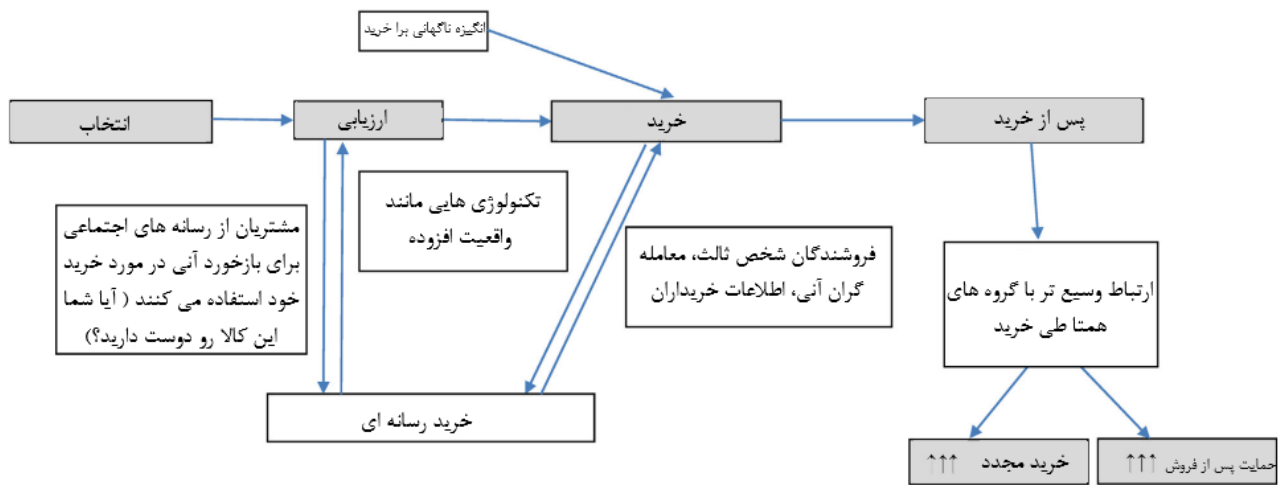 انگیزه ناگهانی برا خرید
انتخاب
ارزیابی
خرید
پس از خرید
مشتریان از رسانه های اجتماعی
برای بازخورد آنی در مورد خرید
خود استفاده می کنند ( آیا شما
این کالا رو دوست دارید؟)
تکنولوژی هایی مانند
واقعیت افزوده
فروشندگان شخص ثالث، معامله
گران آنی، اطلاعات خریداران
ارتباط وسیع تر با گروه های
همتا طی خرید
خرید رسانه ای
خرید مجدد ↑↑↑
حمایت پس از فروش ↑↑↑